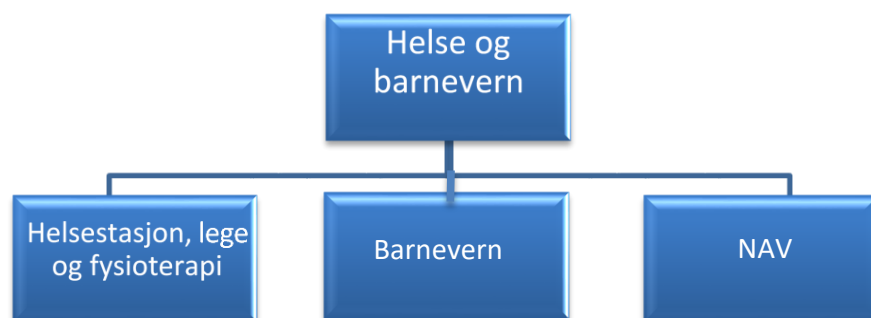 Helse og
barnevern
Helsestasjon, lege
og fysioterapi
Barnevern
NAV